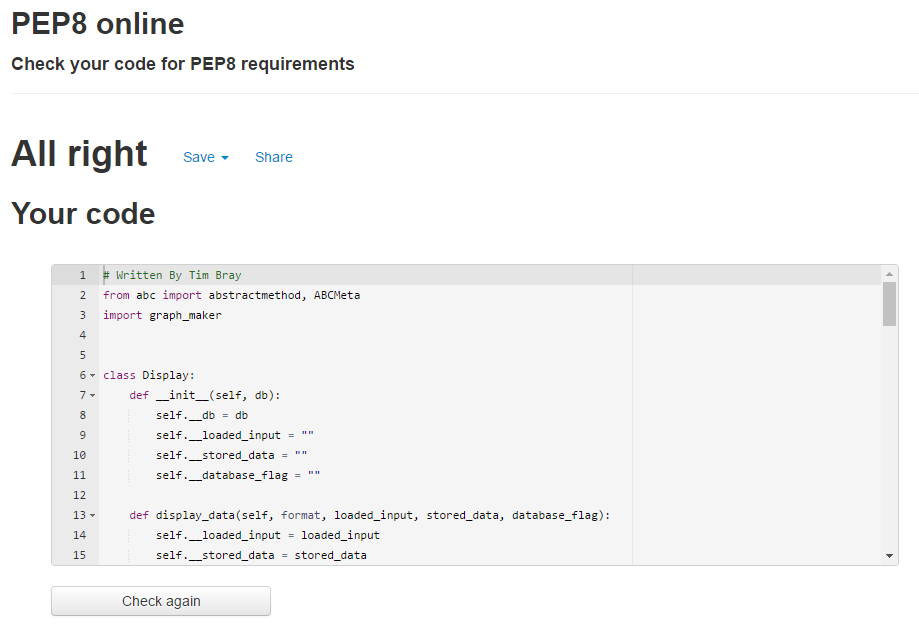 PEP8 online
Check your code for PEP8 requirements
All right Save Share
Your code
1 # Written By Tim Bray
2 from abc import abstractmethod, ABCMeta
3 import graph_maker
4
5
6 class Display:
7     def __init__(self, db):
8         self.__db = db
9         self.__loaded_input = ""
10         self.__stored_data = ""
11         self.__database_flag = ""
12
13     def display_data(self, format, loaded_input, stored_data, database_flag):
14         self.__loaded_input = loaded_input
15         self.__stored_data = stored_data
Check again